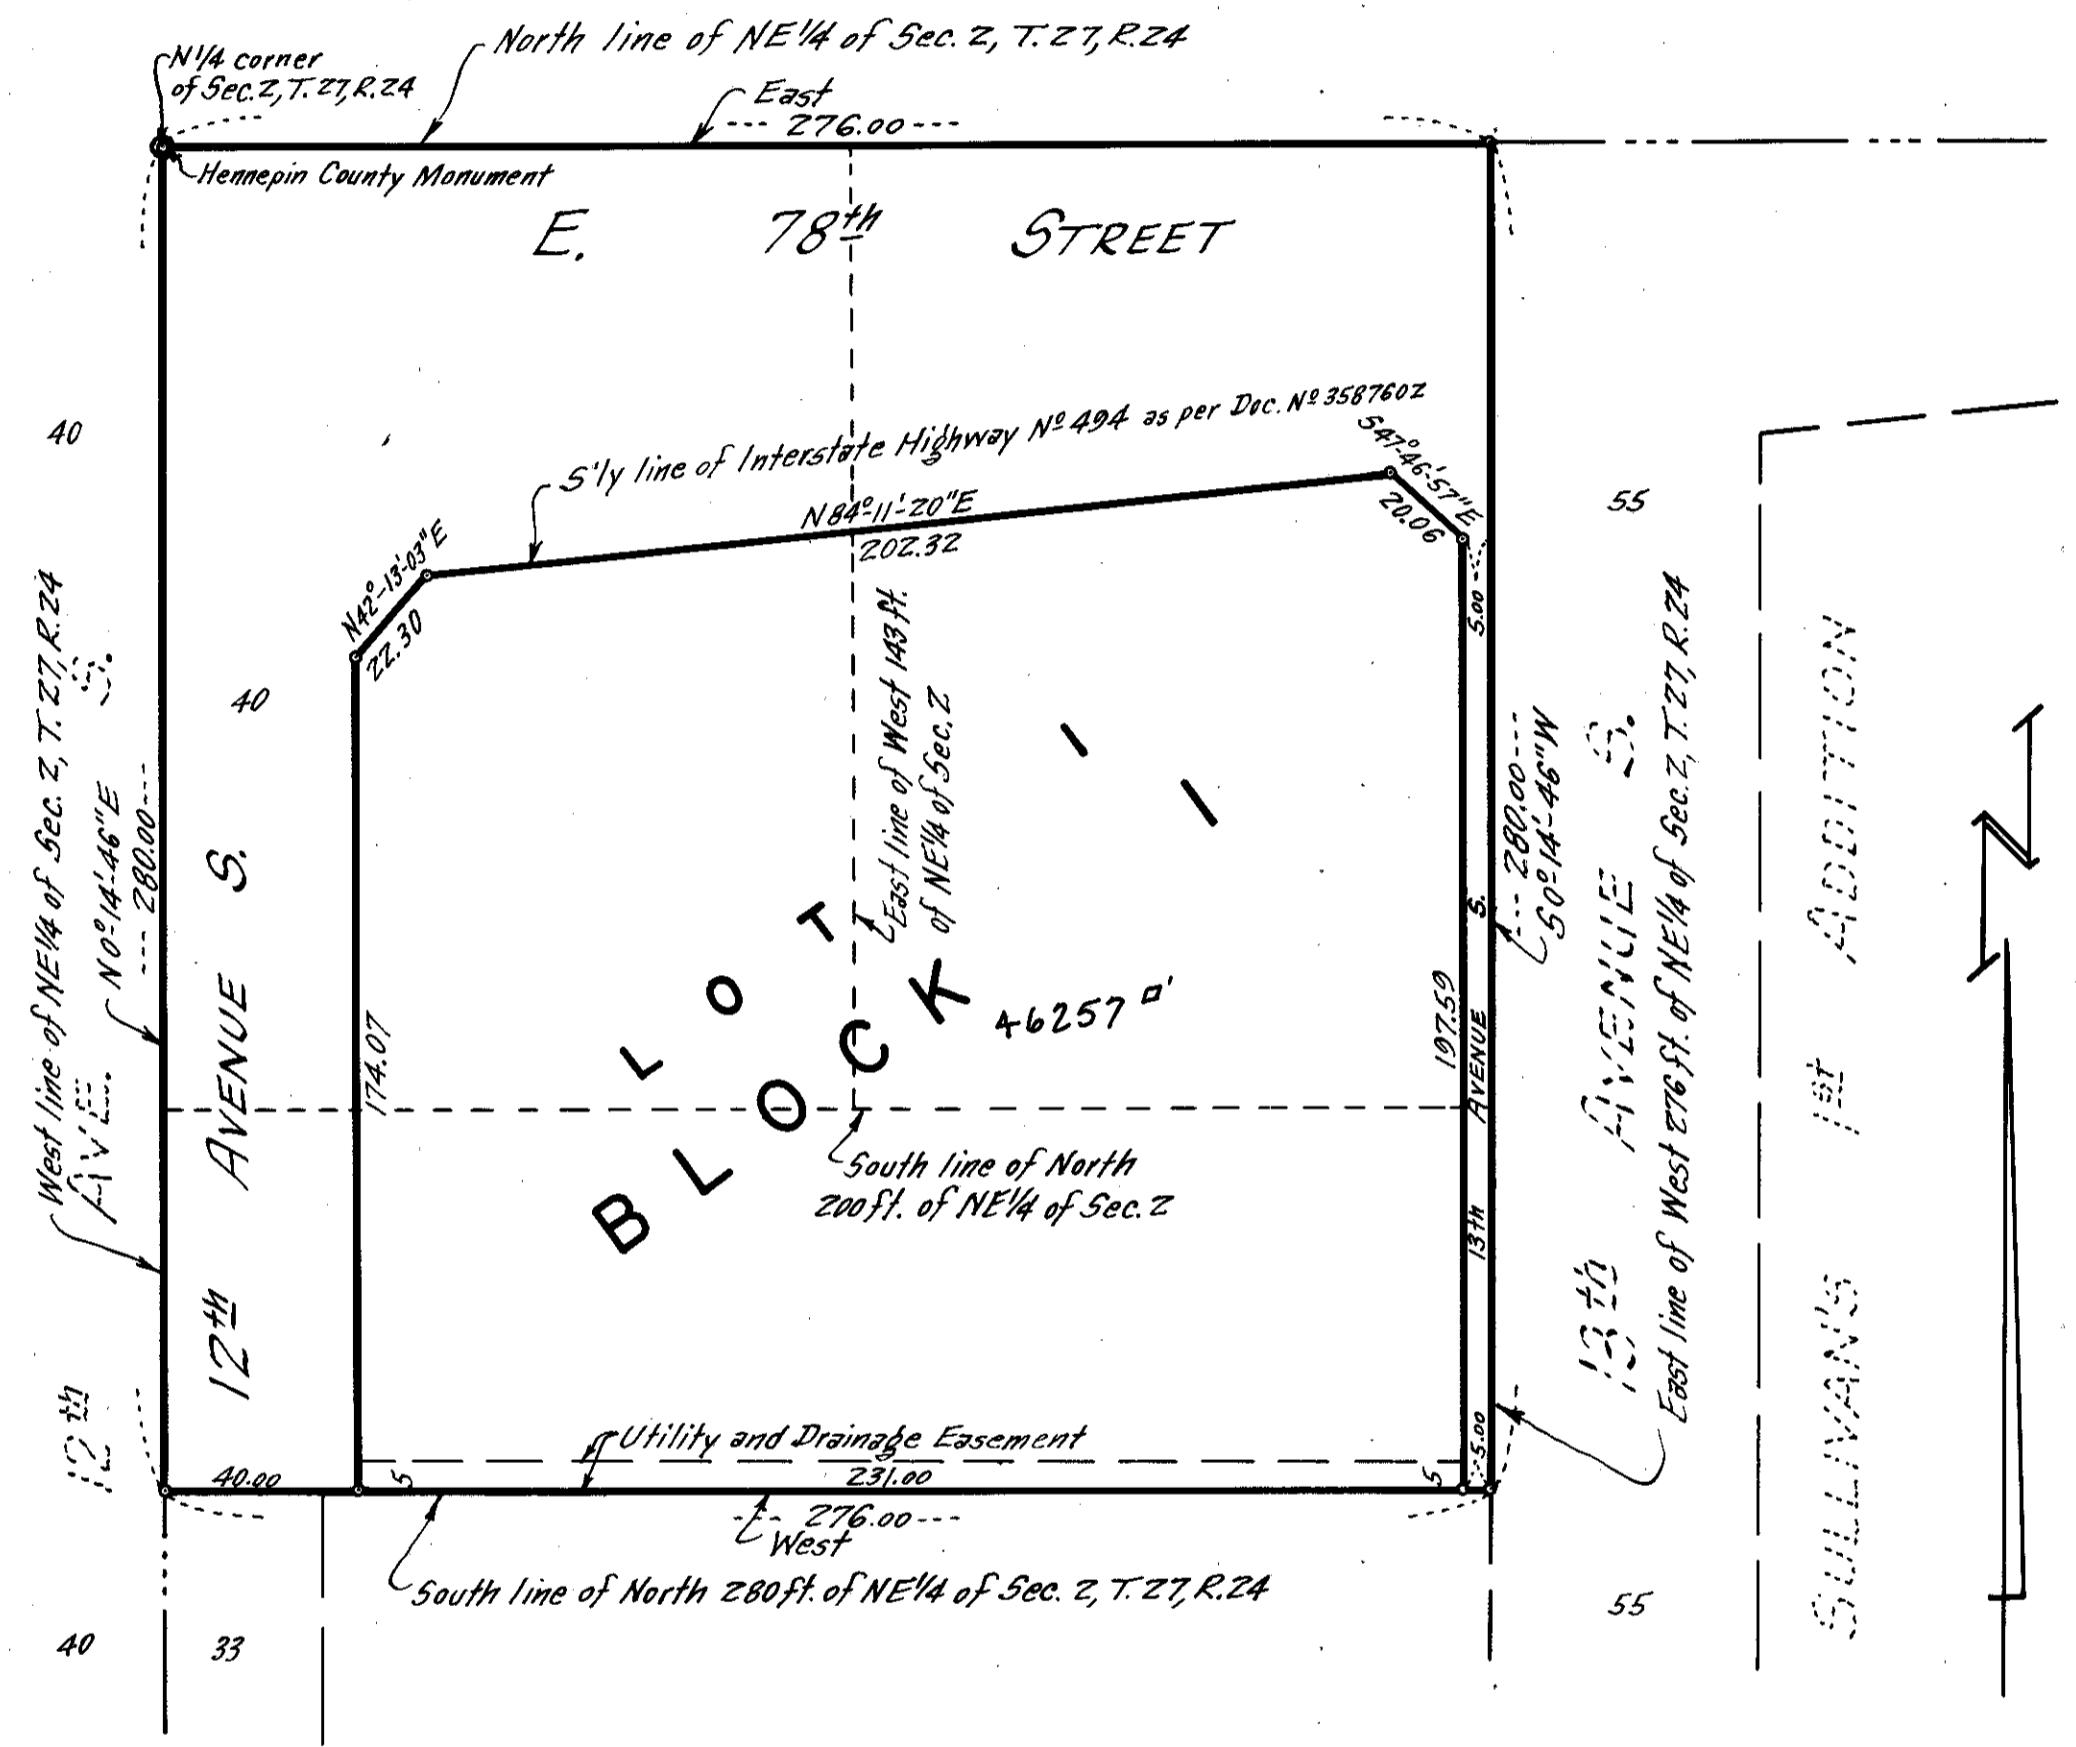 North line of NE1/4 of Sec. 2, T. 27, R. 24
N1/4 corner
of Sec. 2, T. 27, R. 24
East
--- 276.00 ---
Hennepin County Monument
E. 78th STREET
40
S'ly line of Interstate Highway No 494 as per Doc. No 3587602
S47°-46'-57"E
20.06
N84°-11'-20"E
202.32
N42°-13'-03"E
22.30
55
5.00
40
West line of NE1/4 of Sec. 2, T. 27, R. 24
12th AVE. S.
N0°-14'-46"E
--- 280.00 ---
12th AVENUE S.
174.07
East line of West 143 ft.
of NE1/4 of Sec. 2
LOT 1
BLOCK 1
46257 □'
197.59
13th AVENUE S.
--- 280.00 ---
S0°-14'-46"W
13th AVENUE S.
East line of West 276 ft. of NE1/4 of Sec. 2, T. 27, R. 24
SULLIVAN'S 1st ADDITION
N
South line of North
200 ft. of NE1/4 of Sec. 2
Utility and Drainage Easement
40.00
5
231.00
5
5.00
--- 276.00 ---
West
South line of North 280 ft. of NE1/4 of Sec. 2, T. 27, R. 24
40
33
55